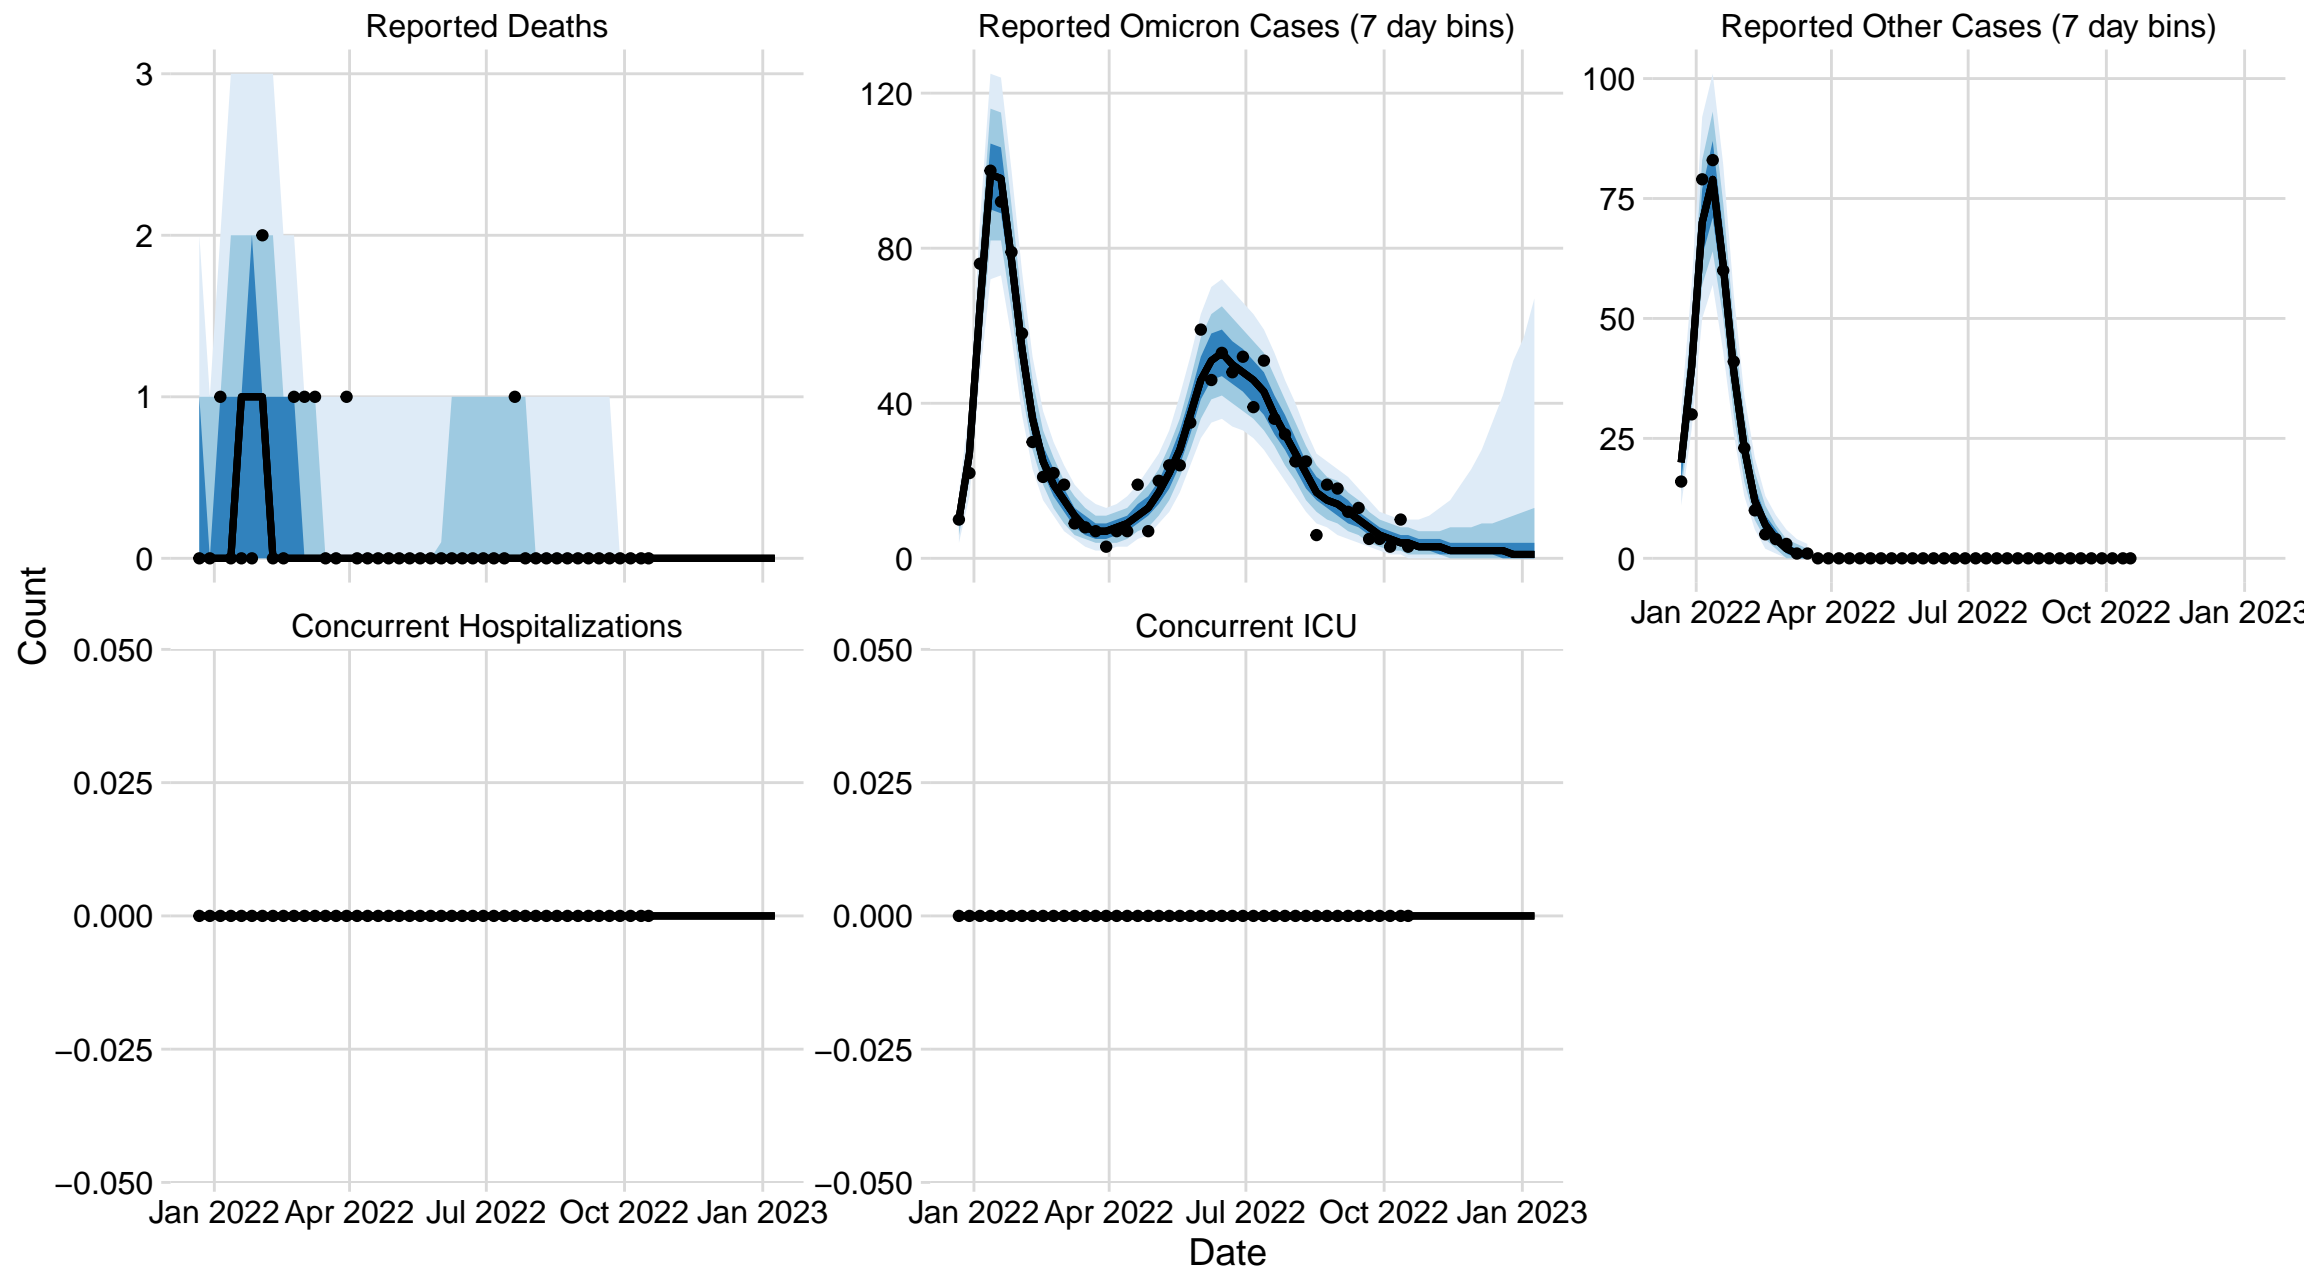 Reported Deaths
Reported Omicron Cases (7 day bins)
Reported Other Cases (7 day bins)
3
2
1
0
120
80
40
0
100
75
50
25
0
Jan 2022 Apr 2022 Jul 2022 Oct 2022 Jan 2023
Count
Concurrent Hospitalizations
Concurrent ICU
0.050
0.025
0.000
−0.025
−0.050
0.050
0.025
0.000
−0.025
−0.050
Jan 2022 Apr 2022 Jul 2022 Oct 2022 Jan 2023
Jan 2022 Apr 2022 Jul 2022 Oct 2022 Jan 2023
Date